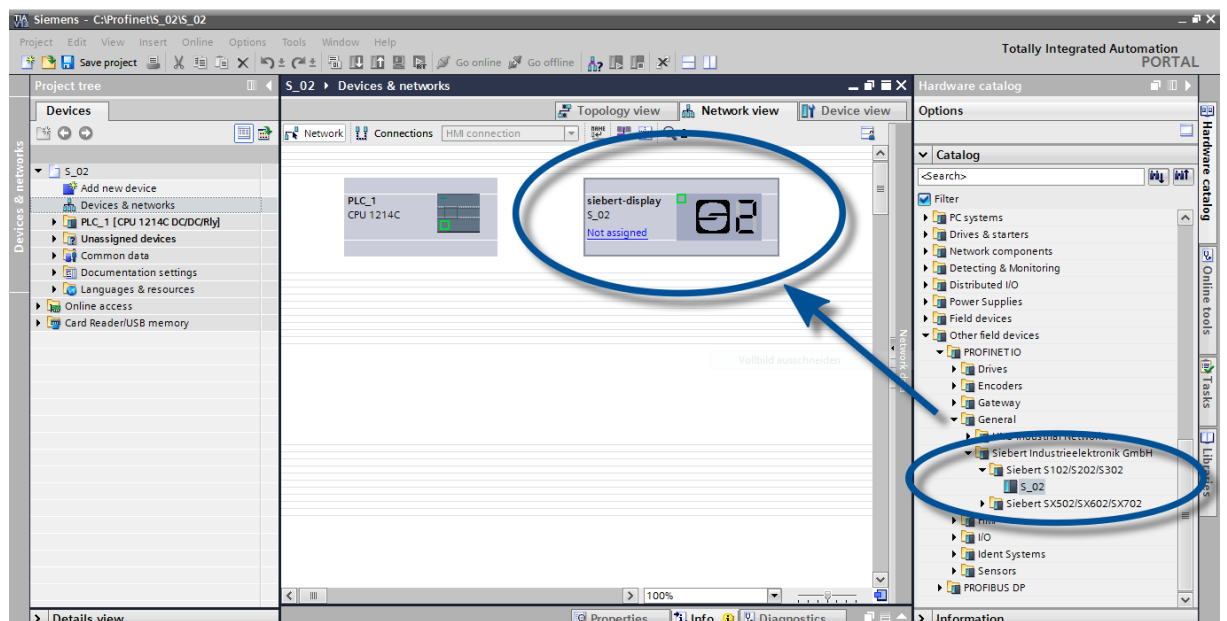 TIA V13
Siemens - C:\Profinet\S_02\S_02
Project Edit View Insert Online Options Tools Window Help
Totally Integrated Automation
PORTAL
Save project
Go online
Go offline
Project tree
Devices
S_02
Add new device
Devices & networks
PLC_1 [CPU 1214C DC/DC/Rly]
Unassigned devices
Common data
Documentation settings
Languages & resources
Online access
Card Reader/USB memory
Details view
Devices & networks
S_02 Devices & networks
Topology view
Network view
Device view
Network
Connections
HMI connection
PLC_1
CPU 1214C
siebert-display
S_02
Not assigned
02
Vollbild ausschneiden
100%
Properties
Info
Diagnostics
Hardware catalog
Options
Catalog
<Search>
Filter
PC systems
Drives & starters
Network components
Detecting & Monitoring
Distributed I/O
Power Supplies
Field devices
Other field devices
PROFINET IO
Drives
Encoders
Gateway
General
Siebert Industrieelektronik GmbH
Siebert S102/S202/S302
S_02
Siebert SX502/SX602/SX702
HMI
I/O
Ident Systems
Sensors
PROFIBUS DP
Information
Hardware catalog
Online tools
Tasks
Libraries